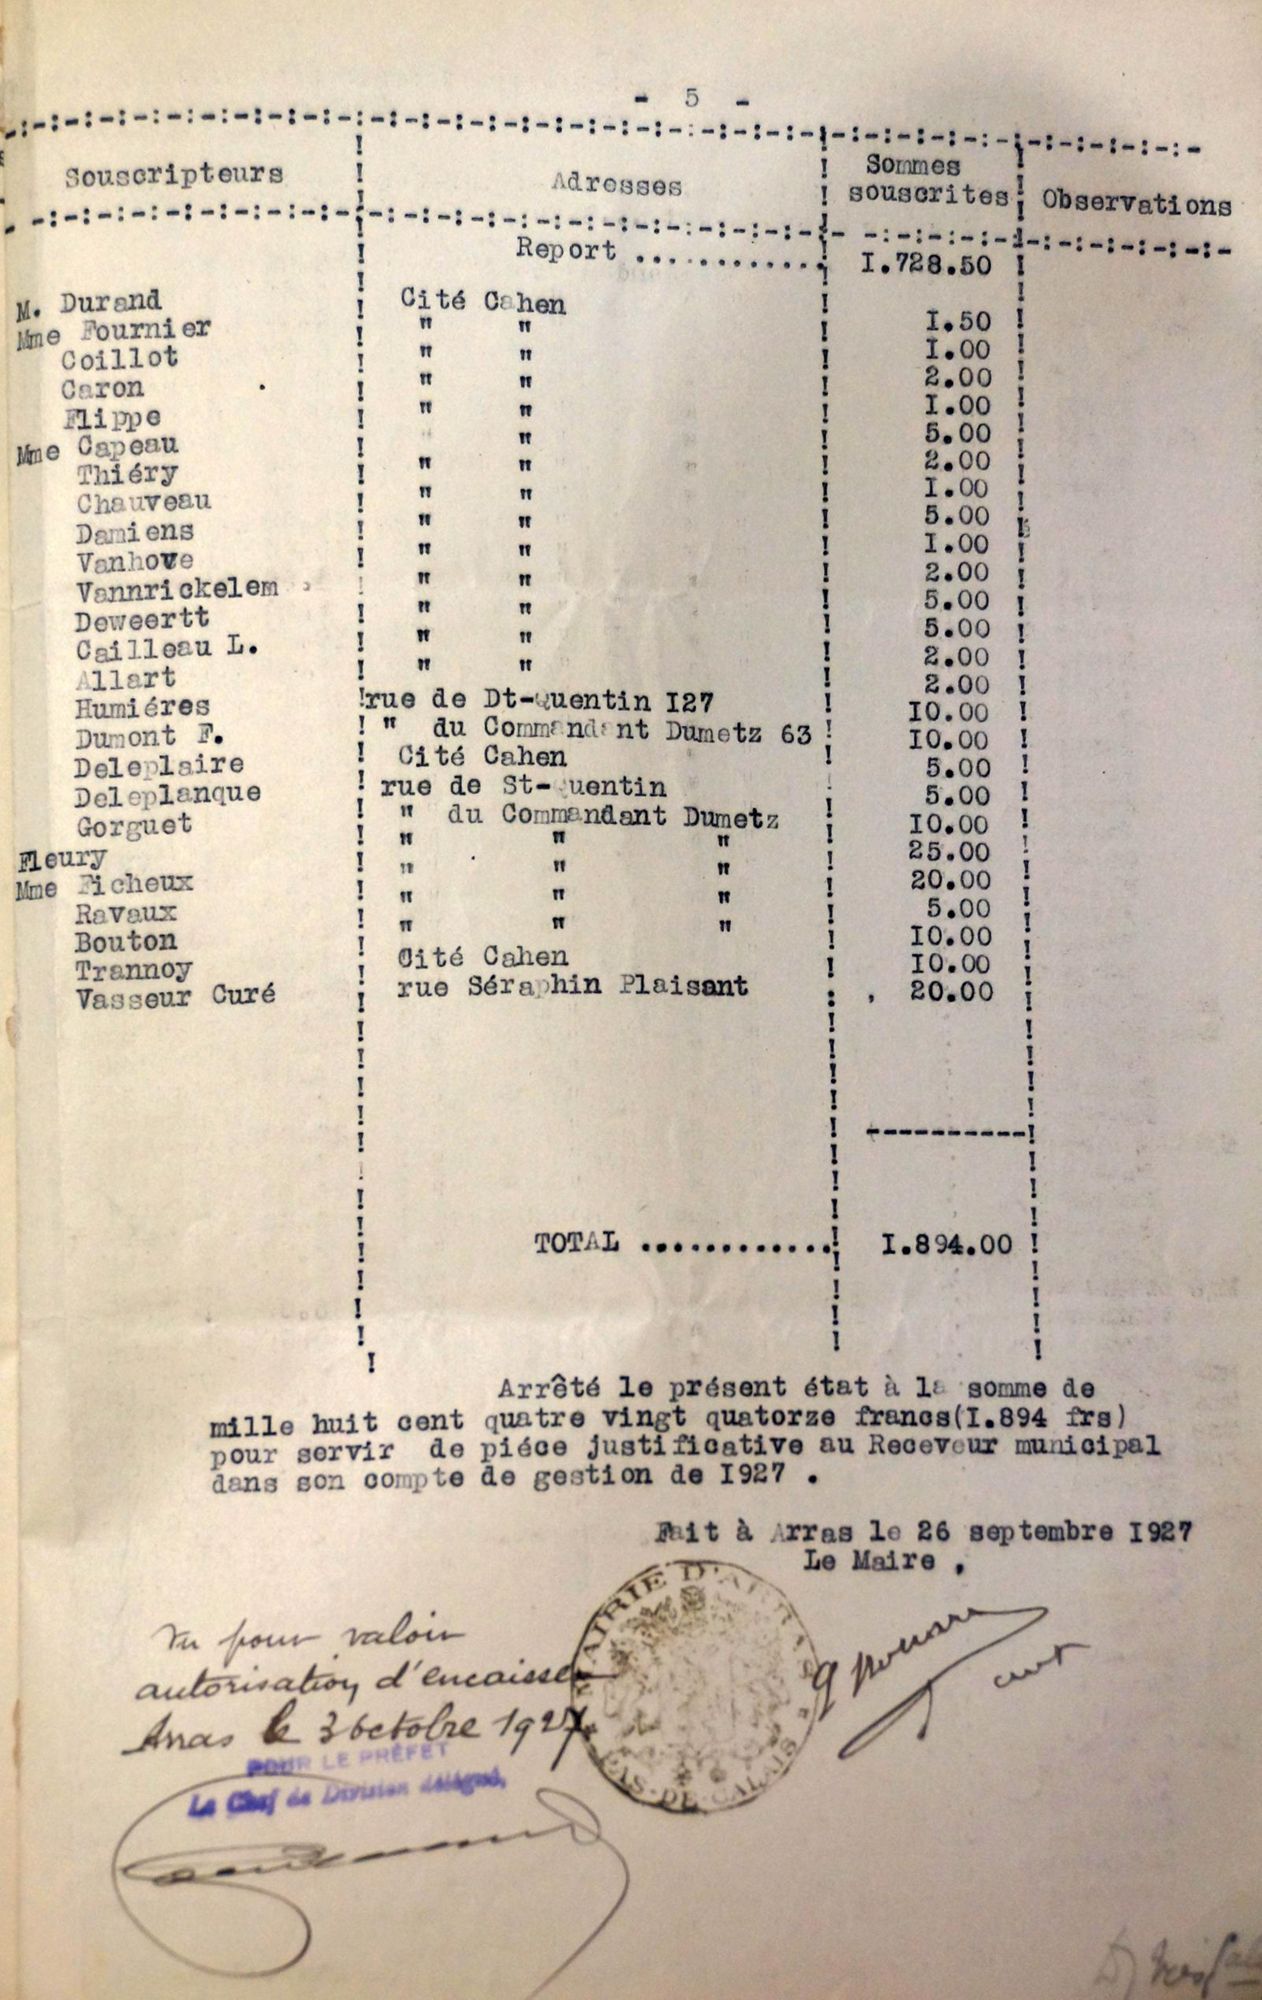 - 5 -
Souscripteurs ! Adresses ! Sommes souscrites ! Observations
Report ............ I.728.50
M. Durand Cité Cahen I.50
Mme Fournier " " I.00
Coillot " " 2.00
Caron " " I.00
Flippe " " 5.00
Mme Capeau " 2.00
Thiéry " " I.00
Chauveau " " 5.00
Damiens " " I.00
Vanhove " " 2.00
Vannrickelem " " 5.00
Deweertt " " 5.00
Cailleau L. " " 2.00
Allart " " 2.00
Humiéres rue de Dt-Quentin I27 10.00
Dumont F. " du Commandant Dumetz 63 10.00
Deleplaire Cité Cahen 5.00
Deleplanque rue de St-Quentin 5.00
Gorguet " du Commandant Dumetz 10.00
Fleury " " " 25.00
Mme Ficheux " " " 20.00
Ravaux " " " 5.00
Bouton " " " 10.00
Trannoy Cité Cahen 10.00
Vasseur Curé rue Séraphin Plaisant 20.00
TOTAL ............ I.894.00
Arrêté le présent état à la somme de
mille huit cent quatre vingt quatorze francs(I.894 frs)
pour servir de piéce justificative au Receveur municipal
dans son compte de gestion de I927 .
Fait à Arras le 26 septembre I927
Le Maire ,
MAIRIE D'ARRAS
PAS-DE-CALAIS
Vu pour valoir
autorisation d'encaisser
Arras le 3 octobre 1927
POUR LE PRÉFET
Le Chef de Division délégué,